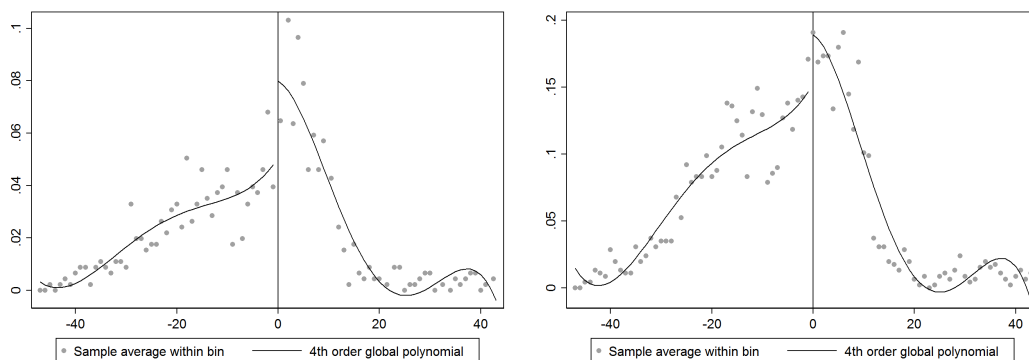 .1
.08
.06
.04
.02
0
-40 -20 0 20 40
Sample average within bin 4th order global polynomial
.2
.15
.1
.05
0
-40 -20 0 20 40
Sample average within bin 4th order global polynomial